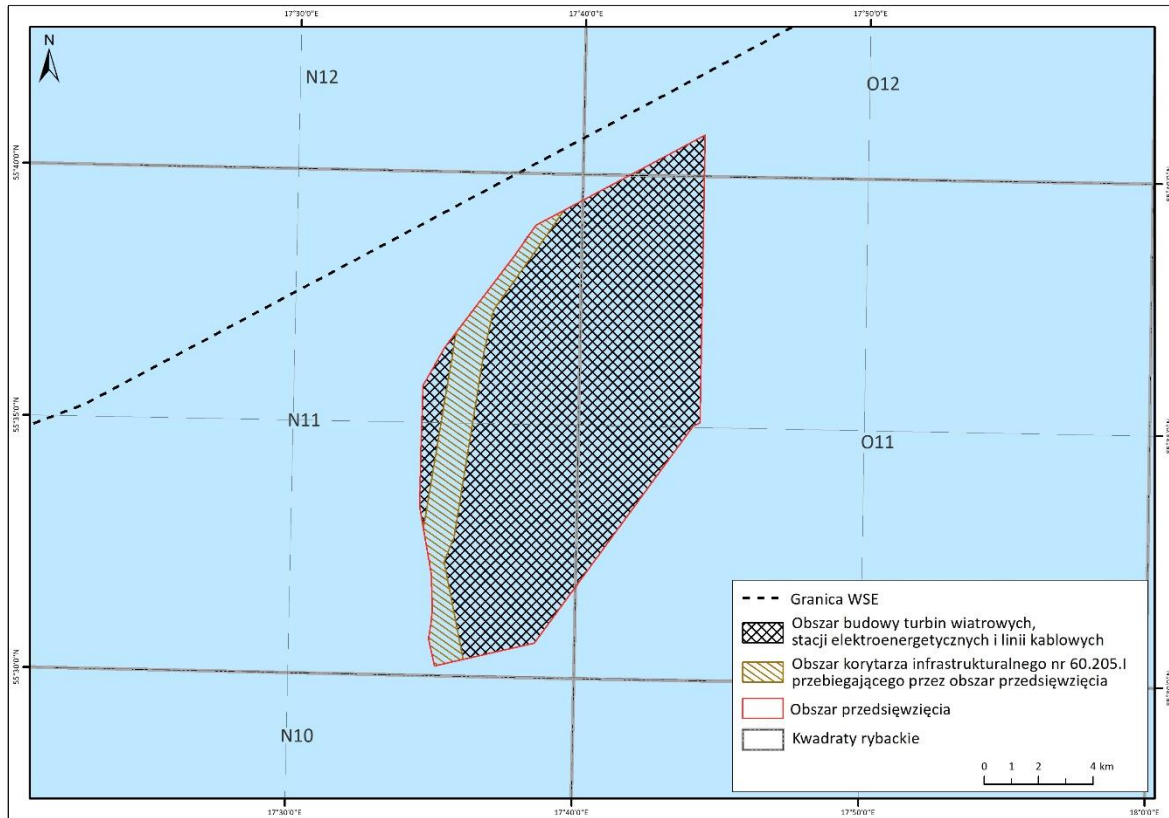 17°30'0"E
17°40'0"E
17°50'0"E
N
N12
O12
55°40'0"N
N11
55°35'0"N
O11
Granica WSE
Obszar budowy turbin wiatrowych,
stacji elektroenergetycznych i linii kablowych
Obszar korytarza infrastrukturalnego nr 60.205.I
przebiegającego przez obszar przedsięwzięcia
Obszar przedsięwzięcia
Kwadraty rybackie
0 1 2 4 km
55°30'0"N
N10
17°30'0"E
17°40'0"E
17°50'0"E
18°0'0"E